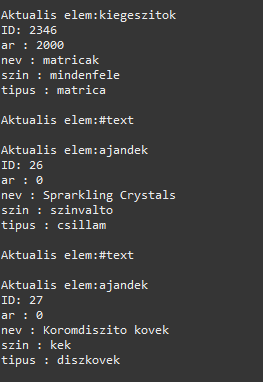 Aktualis elem:kiegeszitok
ID: 2346
ar : 2000
nev : matricak
szin : mindenfele
tipus : matrica
Aktualis elem:#text
Aktualis elem:ajandek
ID: 26
ar : 0
nev : Sprarkling Crystals
szin : szinvalto
tipus : csillam
Aktualis elem:#text
Aktualis elem:ajandek
ID: 27
ar : 0
nev : Koromdiszito kovek
szin : kek
tipus : diszkovek